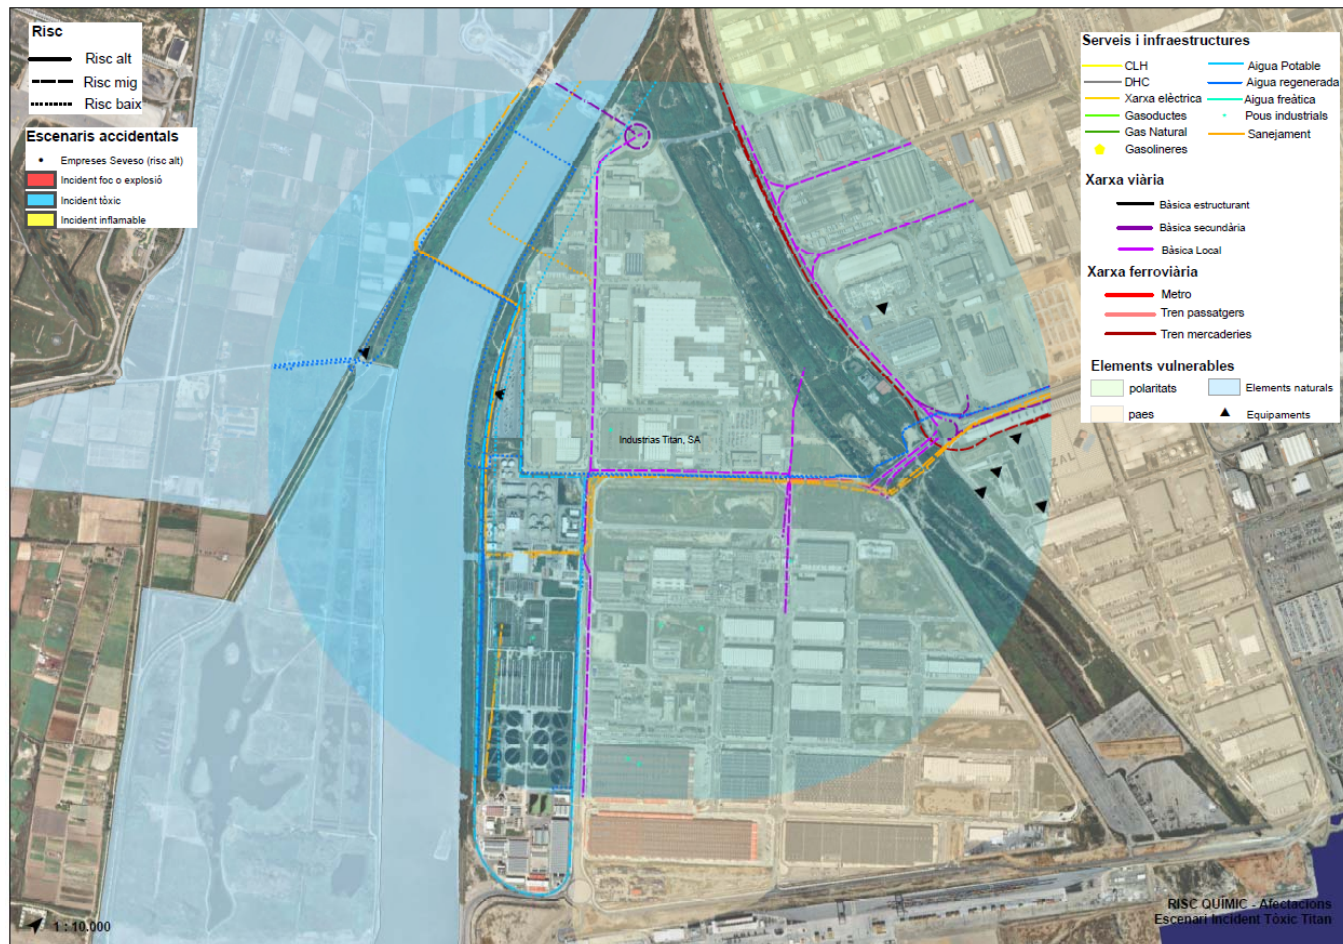 Risc
Risc alt
Risc mig
Risc baix
Escenaris accidentals
Empreses Seveso (risc alt)
Incident foc o explosió
Incident tòxic
Incident inflamable
Serveis i infraestructures
CLH
DHC
Xarxa elèctrica
Gasoductes
Gas Natural
Gasolineres
Aigua Potable
Aigua regenerada
Aigua freàtica
Pous industrials
Sanejament
Xarxa viària
Bàsica estructurant
Bàsica secundària
Bàsica Local
Xarxa ferroviària
Metro
Tren passatgers
Tren mercaderies
Elements vulnerables
polaritats
Elements naturals
paes
Equipaments
Industrias Titan, SA
ZAL
1 : 10.000
RISC QUÍMIC - Afectacions
Escenari Incident Tòxic Titan